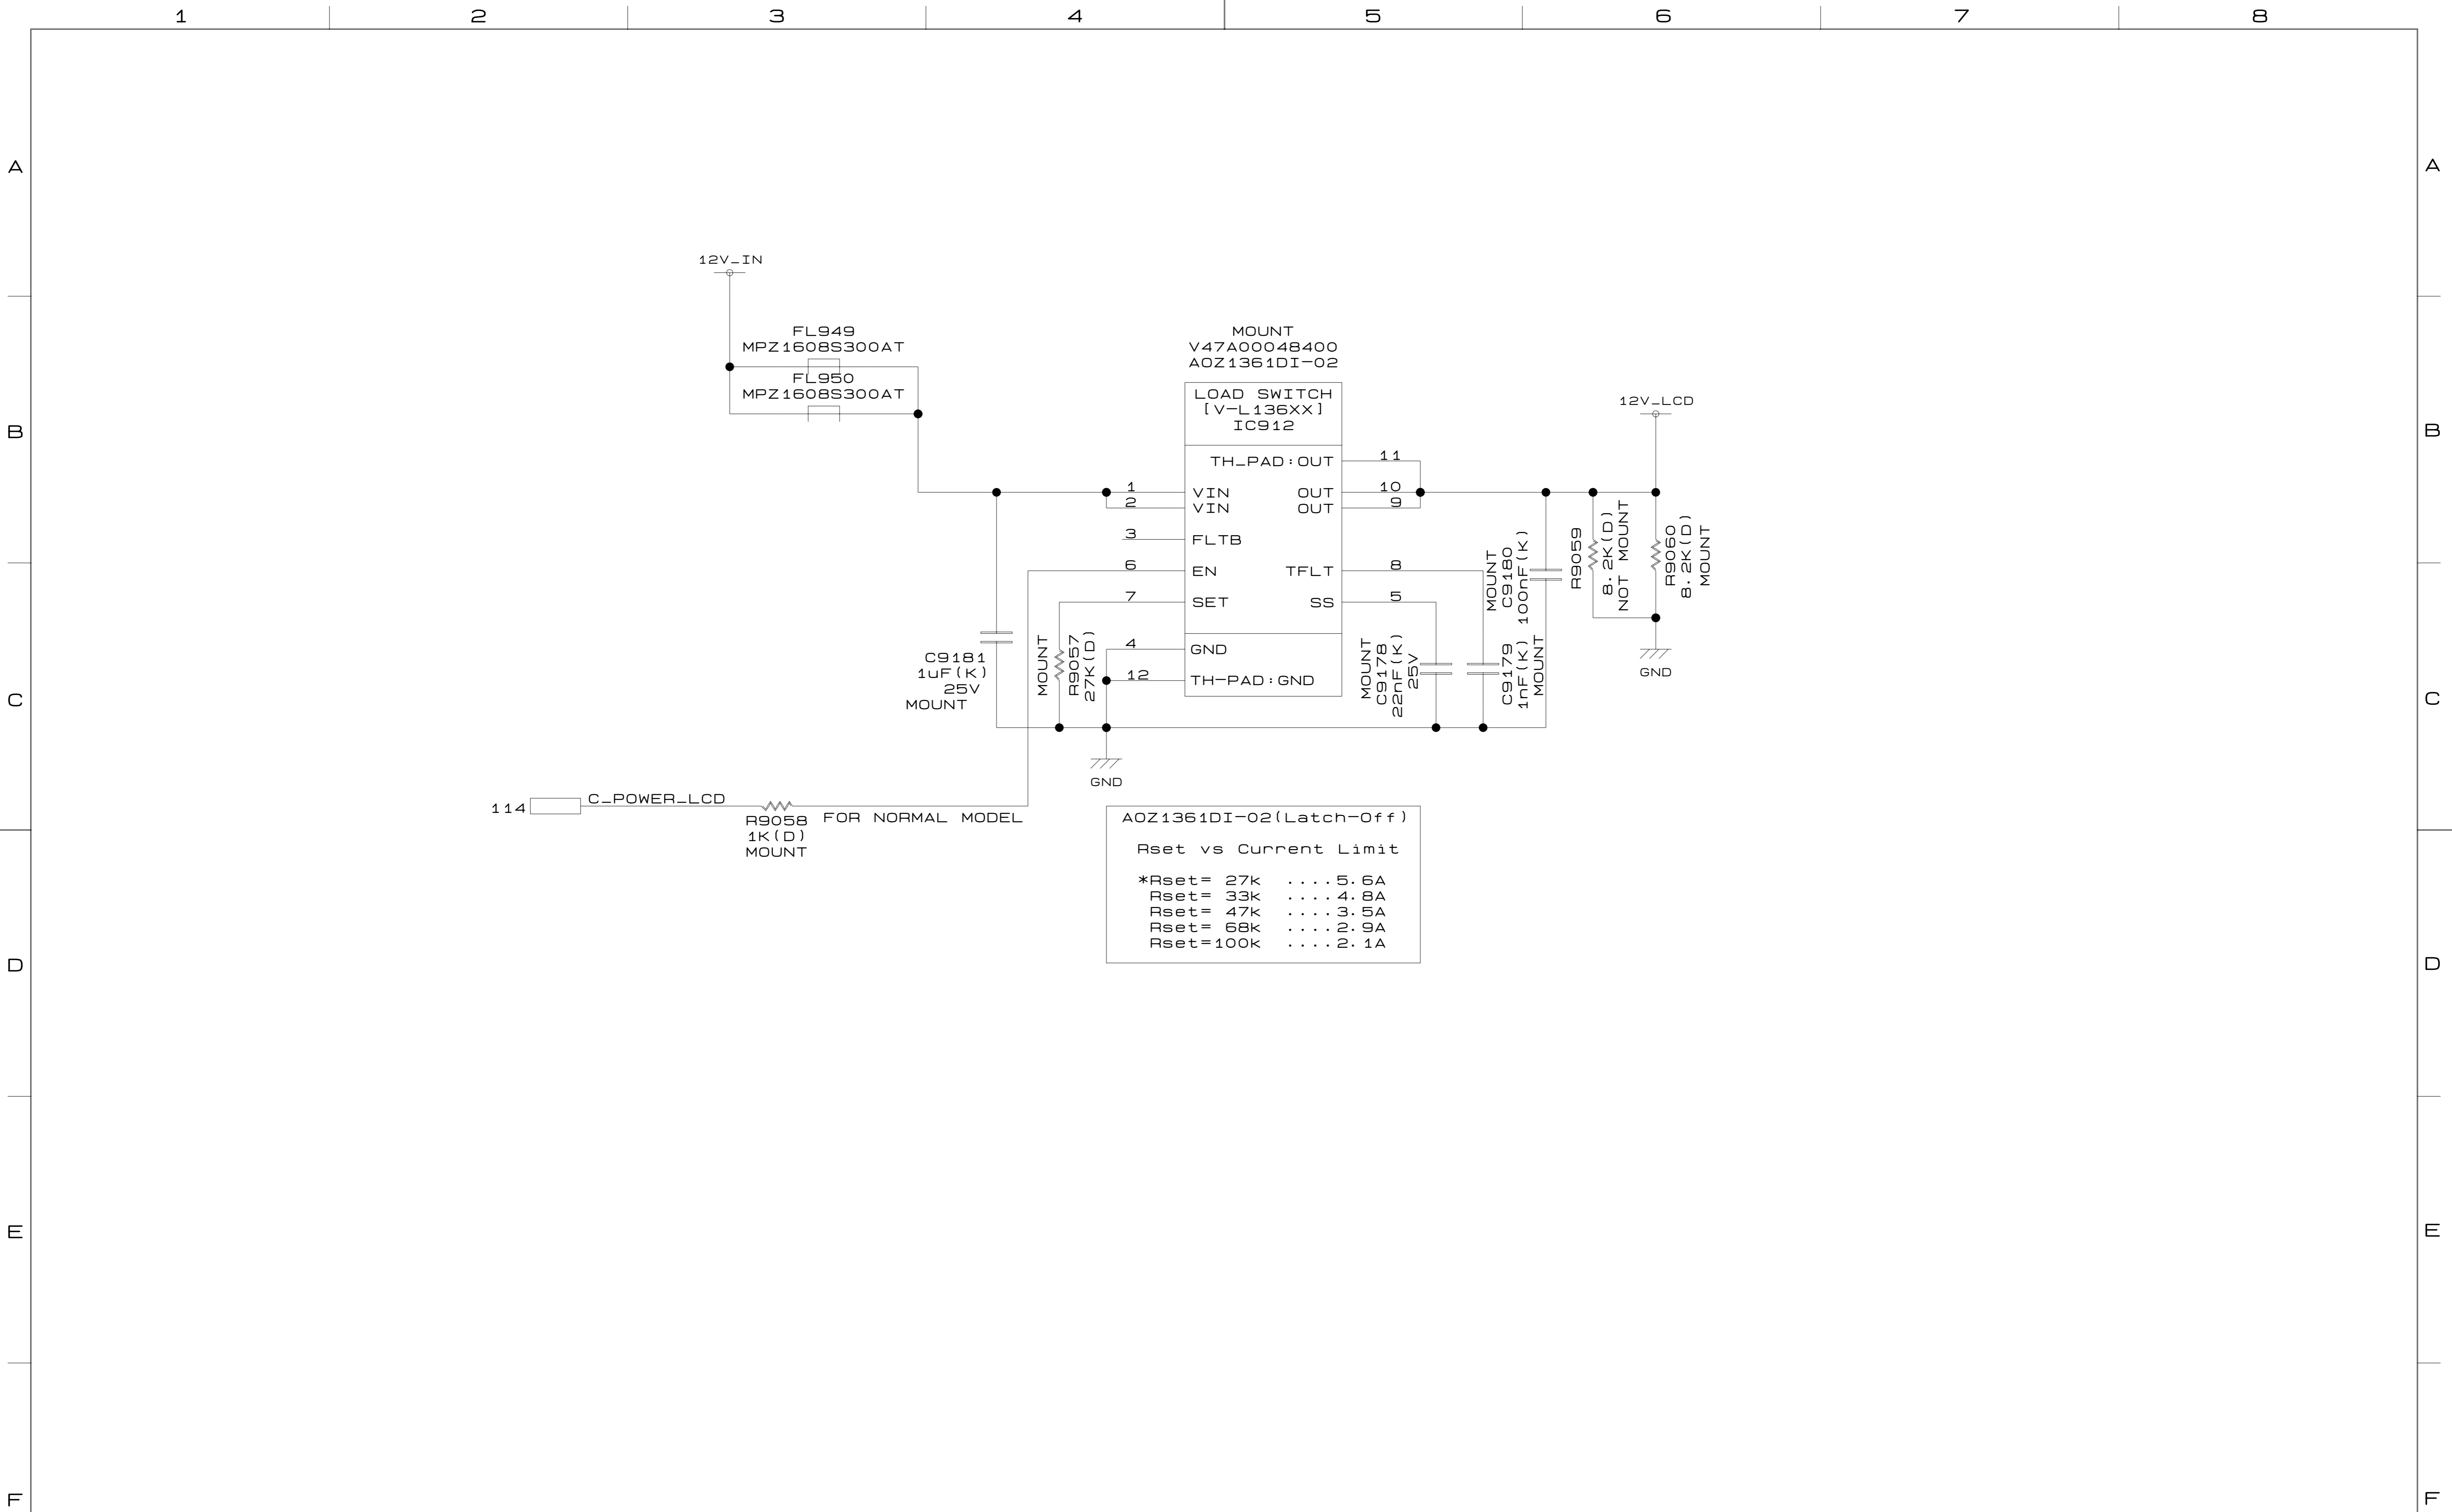 1 2 3 4 5 6 7 8
A A
12V_IN
FL949
MPZ1608S300AT
FL950
MPZ1608S300AT
MOUNT
V47A00048400
AOZ1361DI-02
LOAD SWITCH
[V-L136XX]
IC912
12V_LCD
B B
TH_PAD:OUT 11
1 VIN OUT 10
2 VIN OUT 9
3 FLTB
6 EN TFLT 8
7 SET SS 5
4 GND
12 TH-PAD:GND
C9181
1uF(K)
25V
MOUNT
MOUNT
R9057
27K(D)
MOUNT
C9178
22nF(K)
25V
C9179
1nF(K)
MOUNT
MOUNT
C9180
100nF(K)
R9059
8.2K(D)
NOT MOUNT
R9060
8.2K(D)
MOUNT
GND
C C
GND
114 C_POWER_LCD
R9058
1K(D)
MOUNT
FOR NORMAL MODEL
AOZ1361DI-02(Latch-Off)
Rset vs Current Limit
*Rset= 27k ....5.6A
Rset= 33k ....4.8A
Rset= 47k ....3.5A
Rset= 68k ....2.9A
Rset=100k ....2.1A
D D
E E
F F